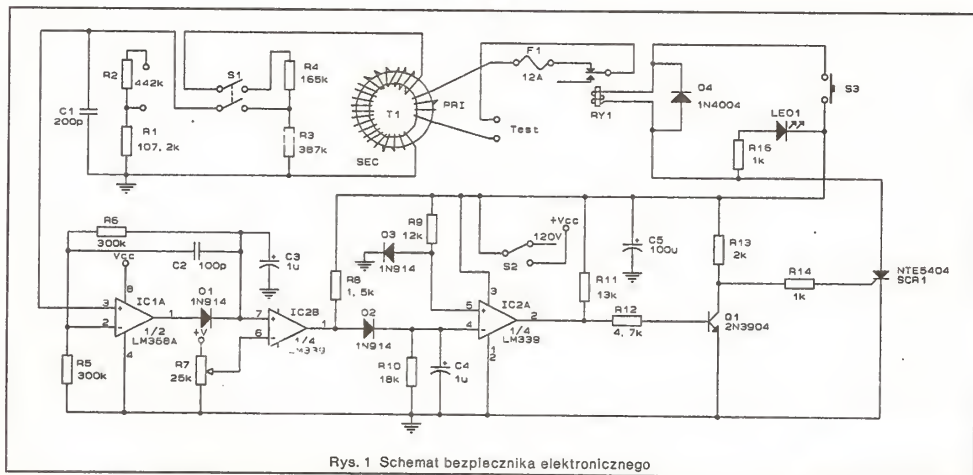 R2
442k
C1
200p
R1
107,2k
S1
R4
165k
R3
387k
T1
PRI
SEC
F1
12A
Test
RY1
D4
1N4004
S3
LED1
R16
1k
R6
300k
C2
100p
Vcc
8
C3
1u
D1
1N914
3
2
+
-
IC1A
1
1/2
LM358A
4
+V
R7
25k
R5
300k
7
6
+
-
IC2B
1
1/4
LM339
R8
1,5k
D2
1N914
R10
18k
C4
1u
D3
1N914
R9
12k
+Vcc
120V
S2
3
5
4
+
-
IC2A
2
1/4
LM339
1
2
C5
100u
R11
13k
R12
4,7k
R13
2k
R14
1k
Q1
2N3904
NTE5404
SCR1
Rys. 1 Schemat bezpiecznika elektronicznego